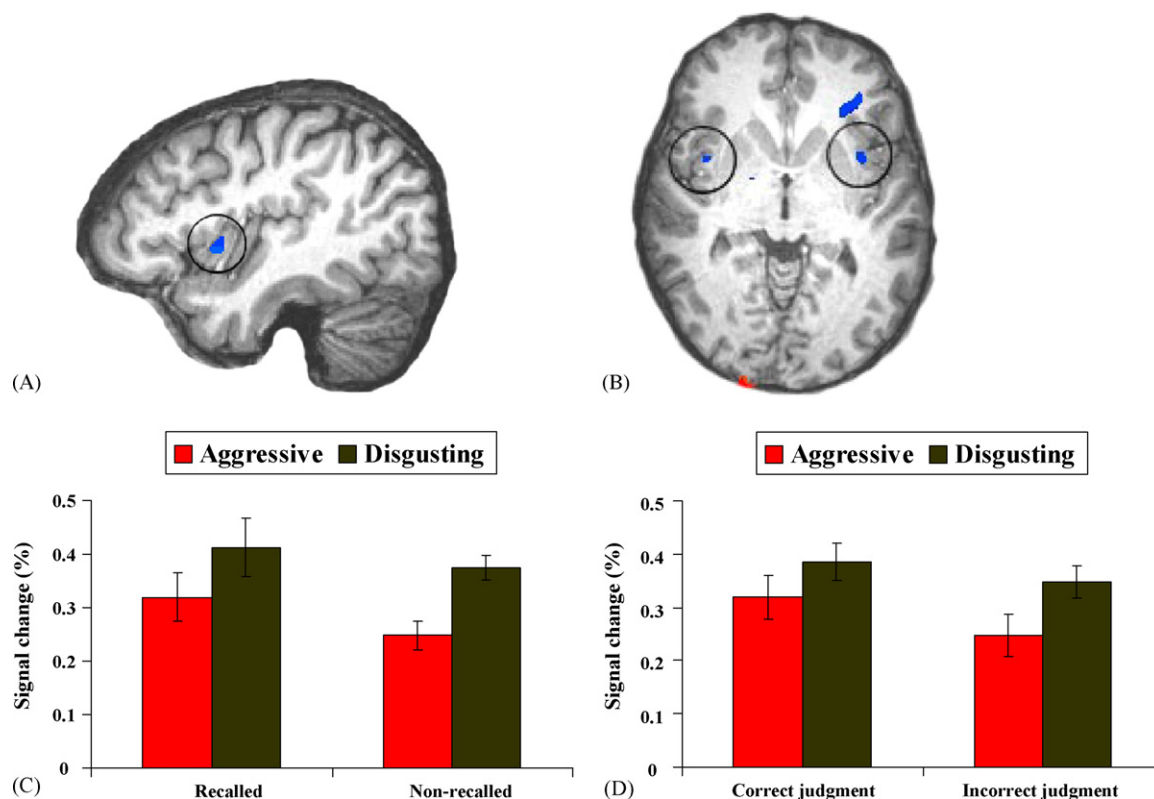 (A)
(B)
Aggressive Disgusting
Signal change (%)
0.5
0.4
0.3
0.2
0.1
0
Recalled Non-recalled
(C)
Aggressive Disgusting
Signal change (%)
0.5
0.4
0.3
0.2
0.1
0
Correct judgment Incorrect judgment
(D)